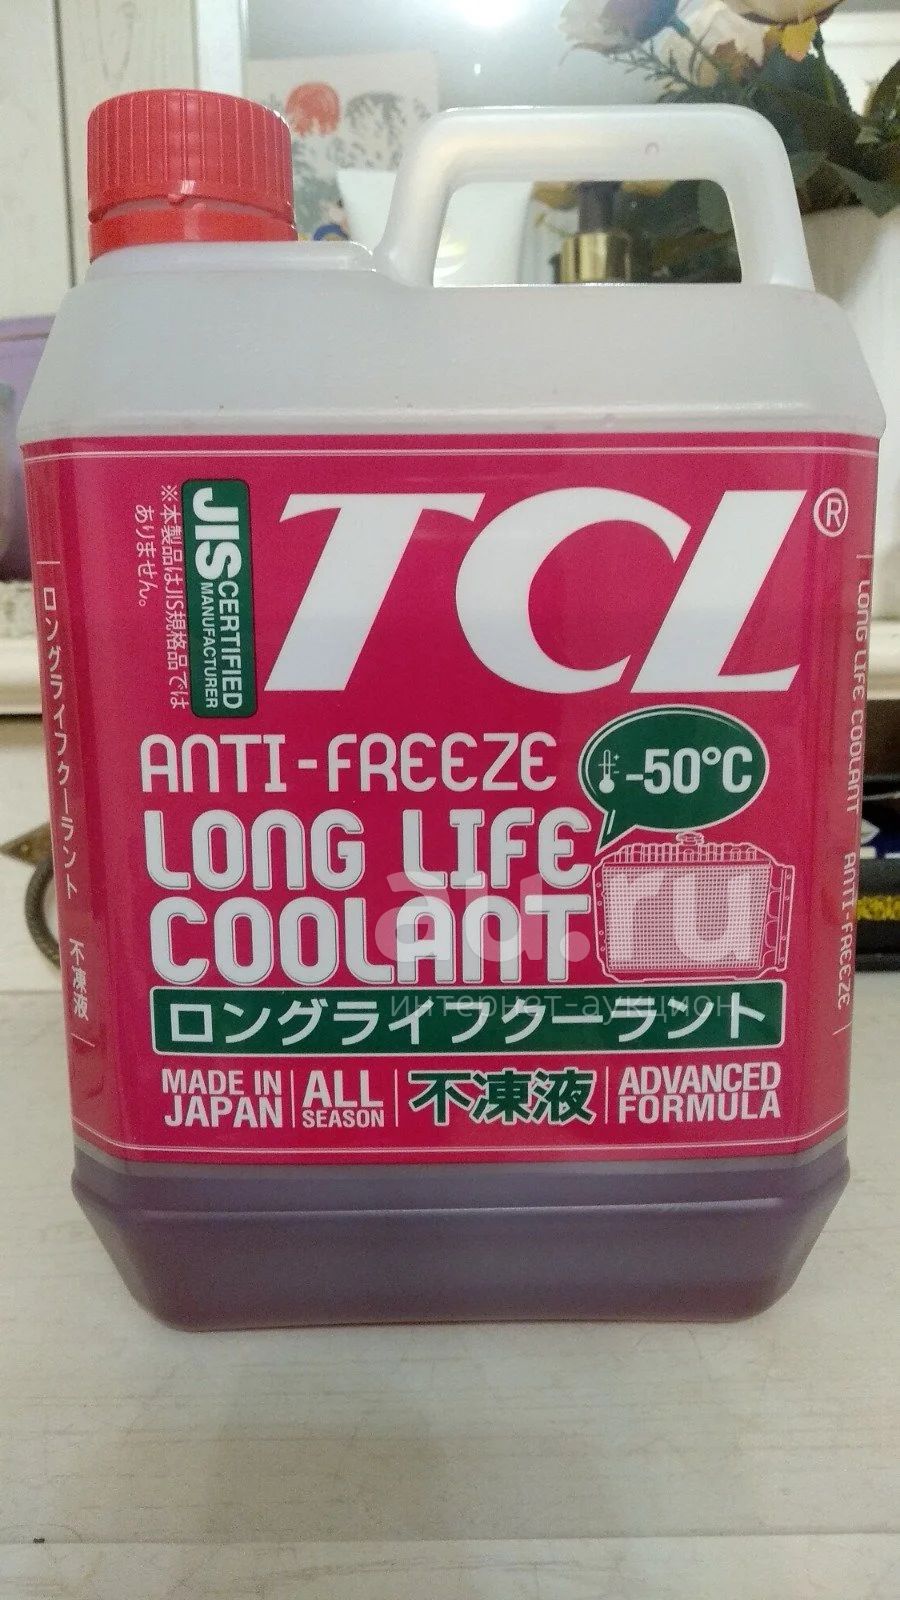 TCL®
JIS CERTIFIED
MANUFACTURER
※本製品はJIS規格品では
ありません。
ANTI-FREEZE
-50°C
LONG LIFE
COOLANT
ロングライフクーラント
MADE IN
JAPAN
ALL
SEASON
不凍液
ADVANCED
FORMULA
ロングライフクーラント 不凍液
LONG LIFE COOLANT ANTI-FREEZE
au.ru
интернет-аукцион